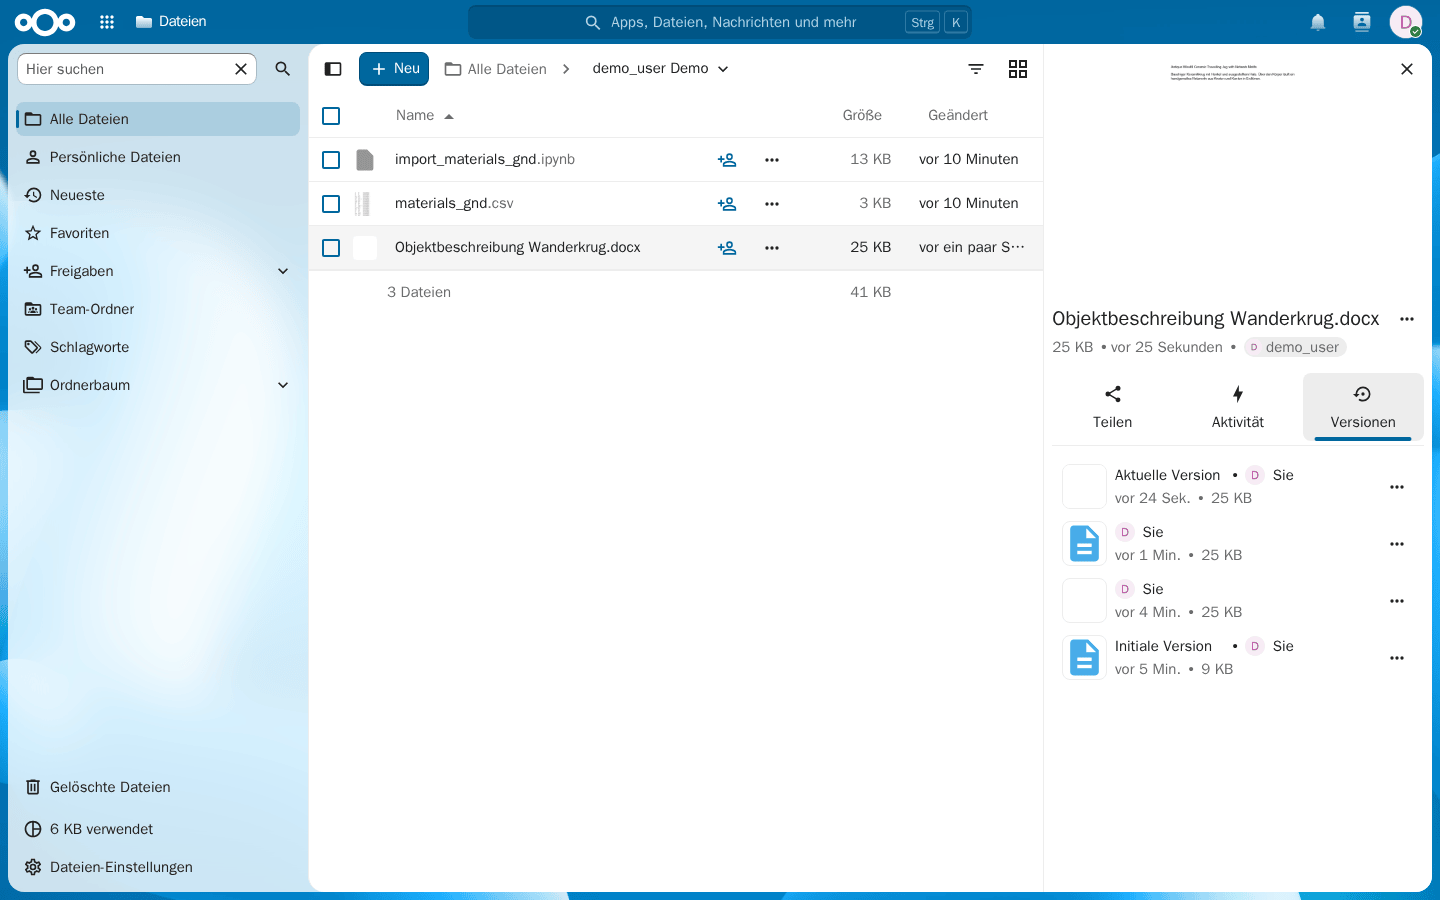 Dateien
Apps, Dateien, Nachrichten und mehr
Strg
K
D
Hier suchen
Alle Dateien
Persönliche Dateien
Neueste
Favoriten
Freigaben
Team-Ordner
Schlagworte
Ordnerbaum
Gelöschte Dateien
6 KB verwendet
Dateien-Einstellungen
Neu
Alle Dateien
demo_user Demo
Name
Größe
Geändert
import_materials_gnd.ipynb
13 KB
vor 10 Minuten
materials_gnd.csv
3 KB
vor 10 Minuten
Objektbeschreibung Wanderkrug.docx
25 KB
vor ein paar S…
3 Dateien
41 KB
Objektbeschreibung Wanderkrug.docx
25 KB • vor 25 Sekunden • D demo_user
Teilen
Aktivität
Versionen
Aktuelle Version • D Sie
vor 24 Sek. • 25 KB
D Sie
vor 1 Min. • 25 KB
D Sie
vor 4 Min. • 25 KB
Initiale Version • D Sie
vor 5 Min. • 9 KB